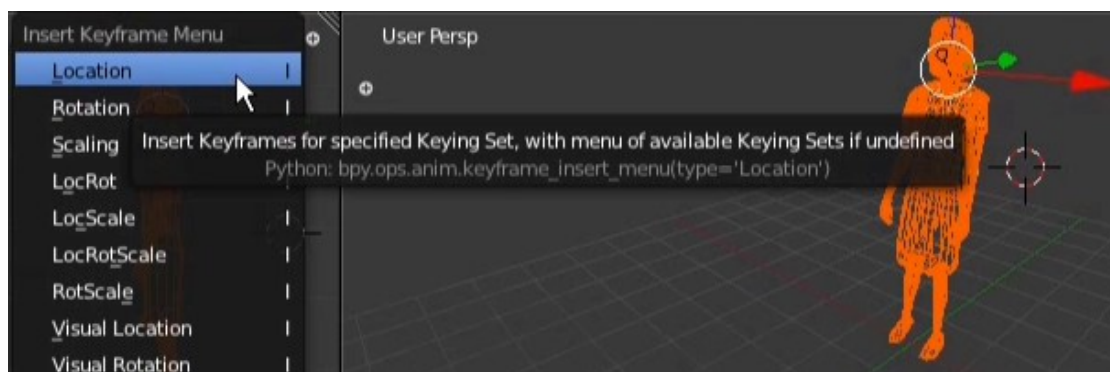 Insert Keyframe Menu
User Persp
Location I
Rotation I
Scaling
Insert Keyframes for specified Keying Set, with menu of available Keying Sets if undefined
Python: bpy.ops.anim.keyframe_insert_menu(type='Location')
LocRot
LocScale I
LocRotScale I
RotScale I
Visual Location I
Visual Rotation I